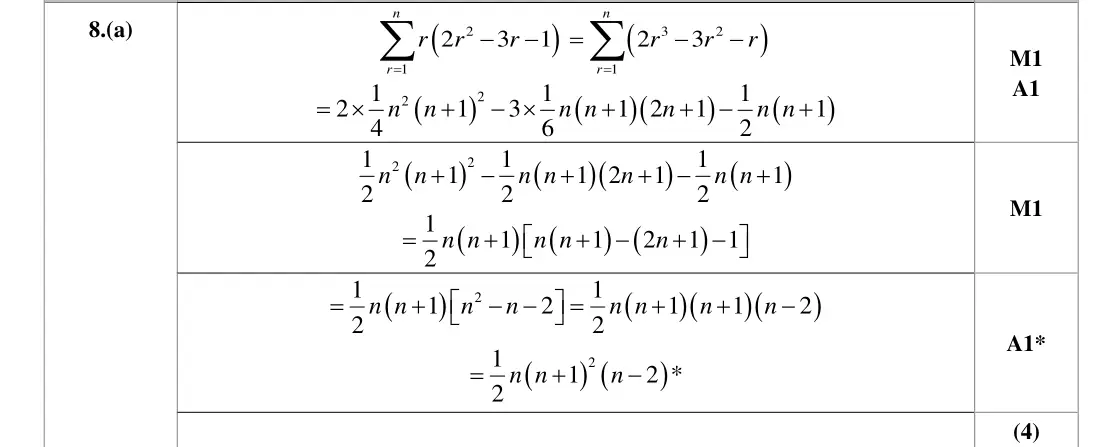 8.(a)
∑_{r=1}^{n} r(2r² − 3r − 1) = ∑_{r=1}^{n} (2r³ − 3r² − r)
= 2 × 1/4 n²(n + 1)² − 3 × 1/6 n(n + 1)(2n + 1) − 1/2 n(n + 1)
M1
A1
1/2 n²(n + 1)² − 1/2 n(n + 1)(2n + 1) − 1/2 n(n + 1)
= 1/2 n(n + 1)[n(n + 1) − (2n + 1) − 1]
M1
= 1/2 n(n + 1)[n² − n − 2] = 1/2 n(n + 1)(n + 1)(n − 2)
= 1/2 n(n + 1)²(n − 2)*
A1*
(4)